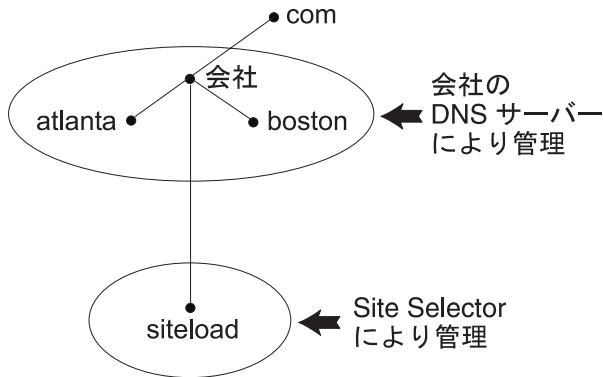 com
会社
atlanta
boston
会社の
DNS サーバー
により管理
siteload
Site Selector
により管理